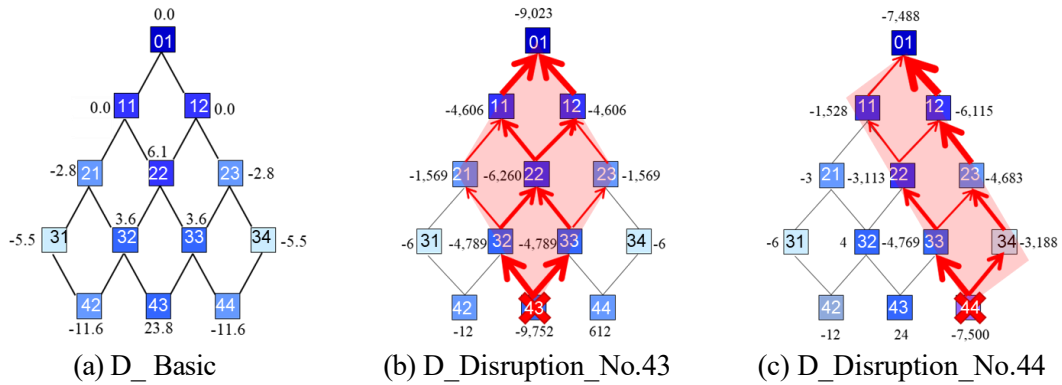 0.0
01
0.0 11 12 0.0
6.1
-2.8 21 22 23 -2.8
3.6 3.6
-5.5 31 32 33 34 -5.5
42 43 44
-11.6 23.8 -11.6
(a) D_ Basic
-9,023
01
-4,606 11 12 -4,606
-1,569 21 -6,260 22 23 -1,569
-6 31 -4,789 32 -4,789 33 34 -6
42 43 44
-12 -9,752 612
(b) D_Disruption_No.43
-7,488
01
-1,528 11 12 -6,115
-3 21 -3,113 22 23 -4,683
-6 31 4 32 -4,769 33 34 -3,188
42 43 44
-12 24 -7,500
(c) D_Disruption_No.44